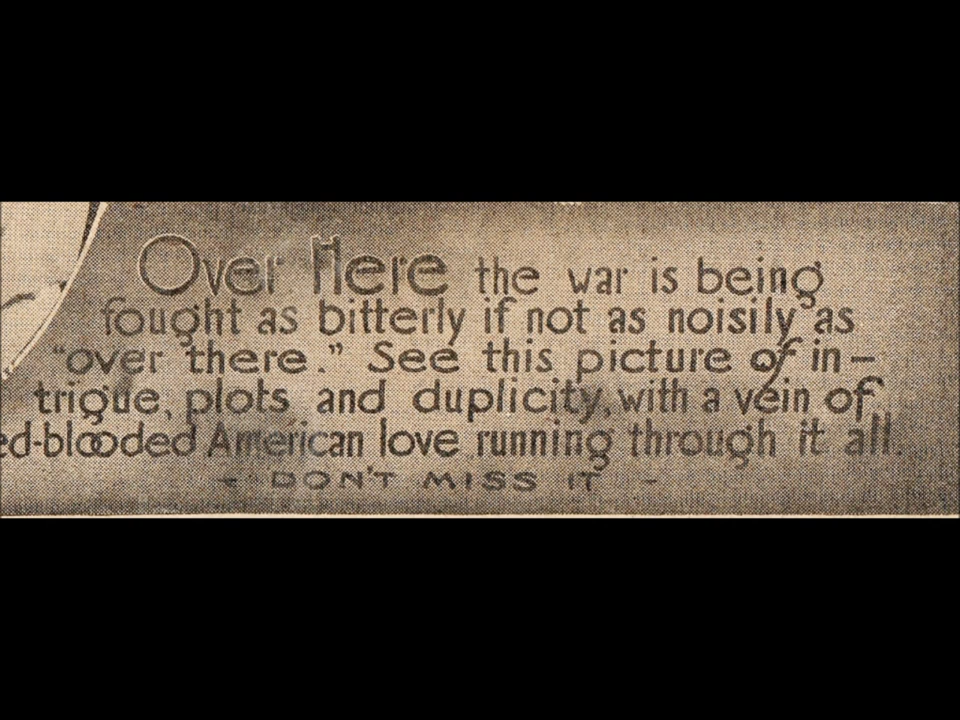 Over Here the war is being
fought as bitterly if not as noisily as
"over there." See this picture of in-
trigue, plots and duplicity, with a vein of
ed-blooded American love running through it all.
- DON'T MISS IT -